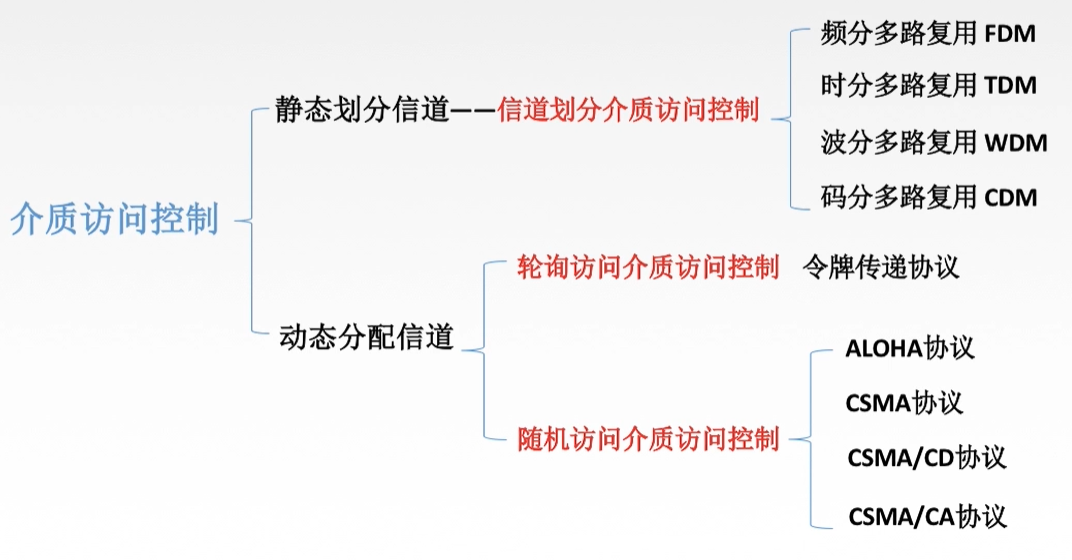 介质访问控制
静态划分信道——信道划分介质访问控制
频分多路复用 FDM
时分多路复用 TDM
波分多路复用 WDM
码分多路复用 CDM
动态分配信道
轮询访问介质访问控制 令牌传递协议
随机访问介质访问控制
ALOHA协议
CSMA协议
CSMA/CD协议
CSMA/CA协议